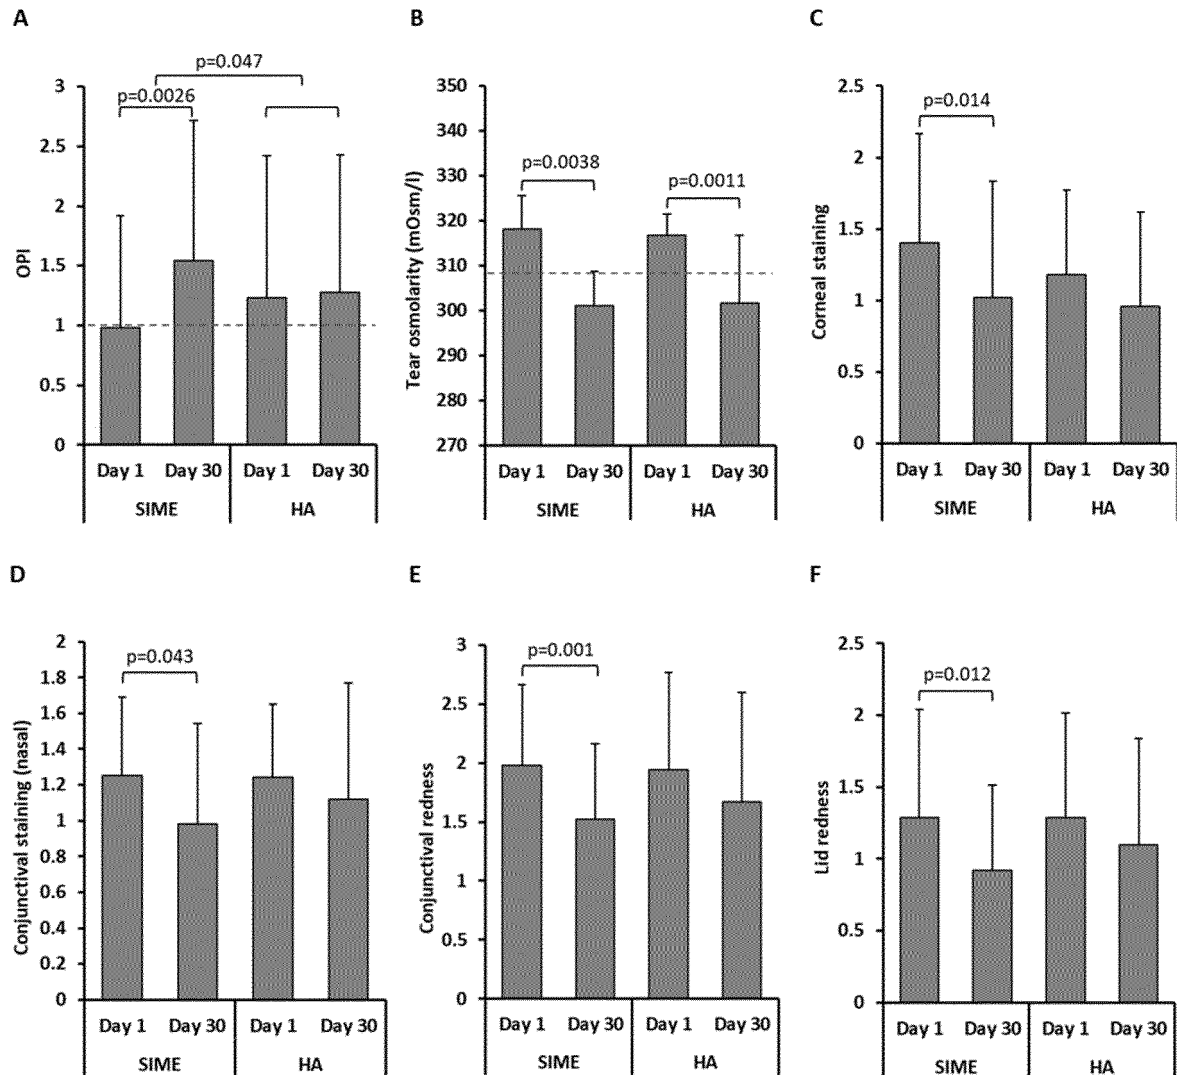 A
p=0.047
p=0.0026
3
2.5
2
1.5
1
0.5
0
OPI
Day 1 Day 30 Day 1 Day 30
SIME HA
B
350
340
330
320
310
300
290
280
270
Tear osmolarity (mOsm/l)
p=0.0038
p=0.0011
Day 1 Day 30 Day 1 Day 30
SIME HA
C
2.5
2
1.5
1
0.5
0
Corneal staining
p=0.014
Day 1 Day 30 Day 1 Day 30
SIME HA
D
2
1.8
1.6
1.4
1.2
1
0.8
0.6
0.4
0.2
0
Conjunctival staining (nasal)
p=0.043
Day 1 Day 30 Day 1 Day 30
SIME HA
E
3
2.5
2
1.5
1
0.5
0
Conjunctival redness
p=0.001
Day 1 Day 30 Day 1 Day 30
SIME HA
F
2.5
2
1.5
1
0.5
0
Lid redness
p=0.012
Day 1 Day 30 Day 1 Day 30
SIME HA